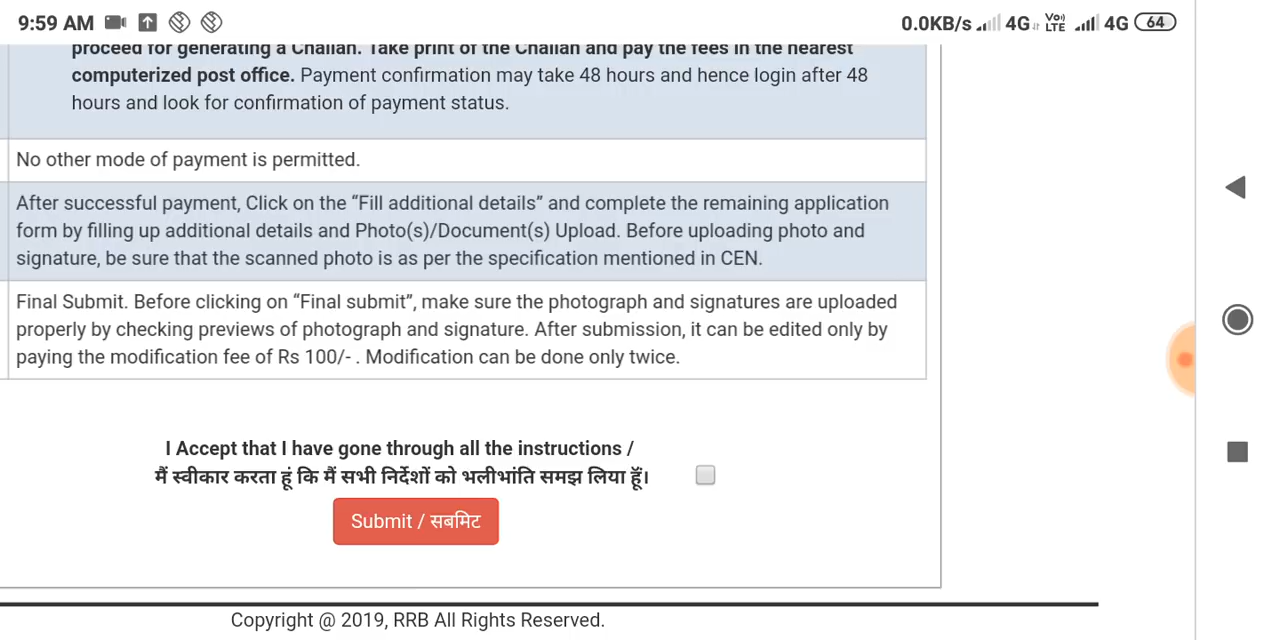 9:59 AM 0.0KB/s 4G Vo)) LTE 4G 64
proceed for generating a Challan. Take print of the Challan and pay the fees in the nearest
computerized post office. Payment confirmation may take 48 hours and hence login after 48
hours and look for confirmation of payment status.
No other mode of payment is permitted.
After successful payment, Click on the “Fill additional details” and complete the remaining application
form by filling up additional details and Photo(s)/Document(s) Upload. Before uploading photo and
signature, be sure that the scanned photo is as per the specification mentioned in CEN.
Final Submit. Before clicking on “Final submit”, make sure the photograph and signatures are uploaded
properly by checking previews of photograph and signature. After submission, it can be edited only by
paying the modification fee of Rs 100/- . Modification can be done only twice.
I Accept that I have gone through all the instructions /
मैं स्वीकार करता हूं कि मैं सभी निर्देशों को भलीभांति समझ लिया हूँ।
Submit / सबमिट
Copyright @ 2019, RRB All Rights Reserved.